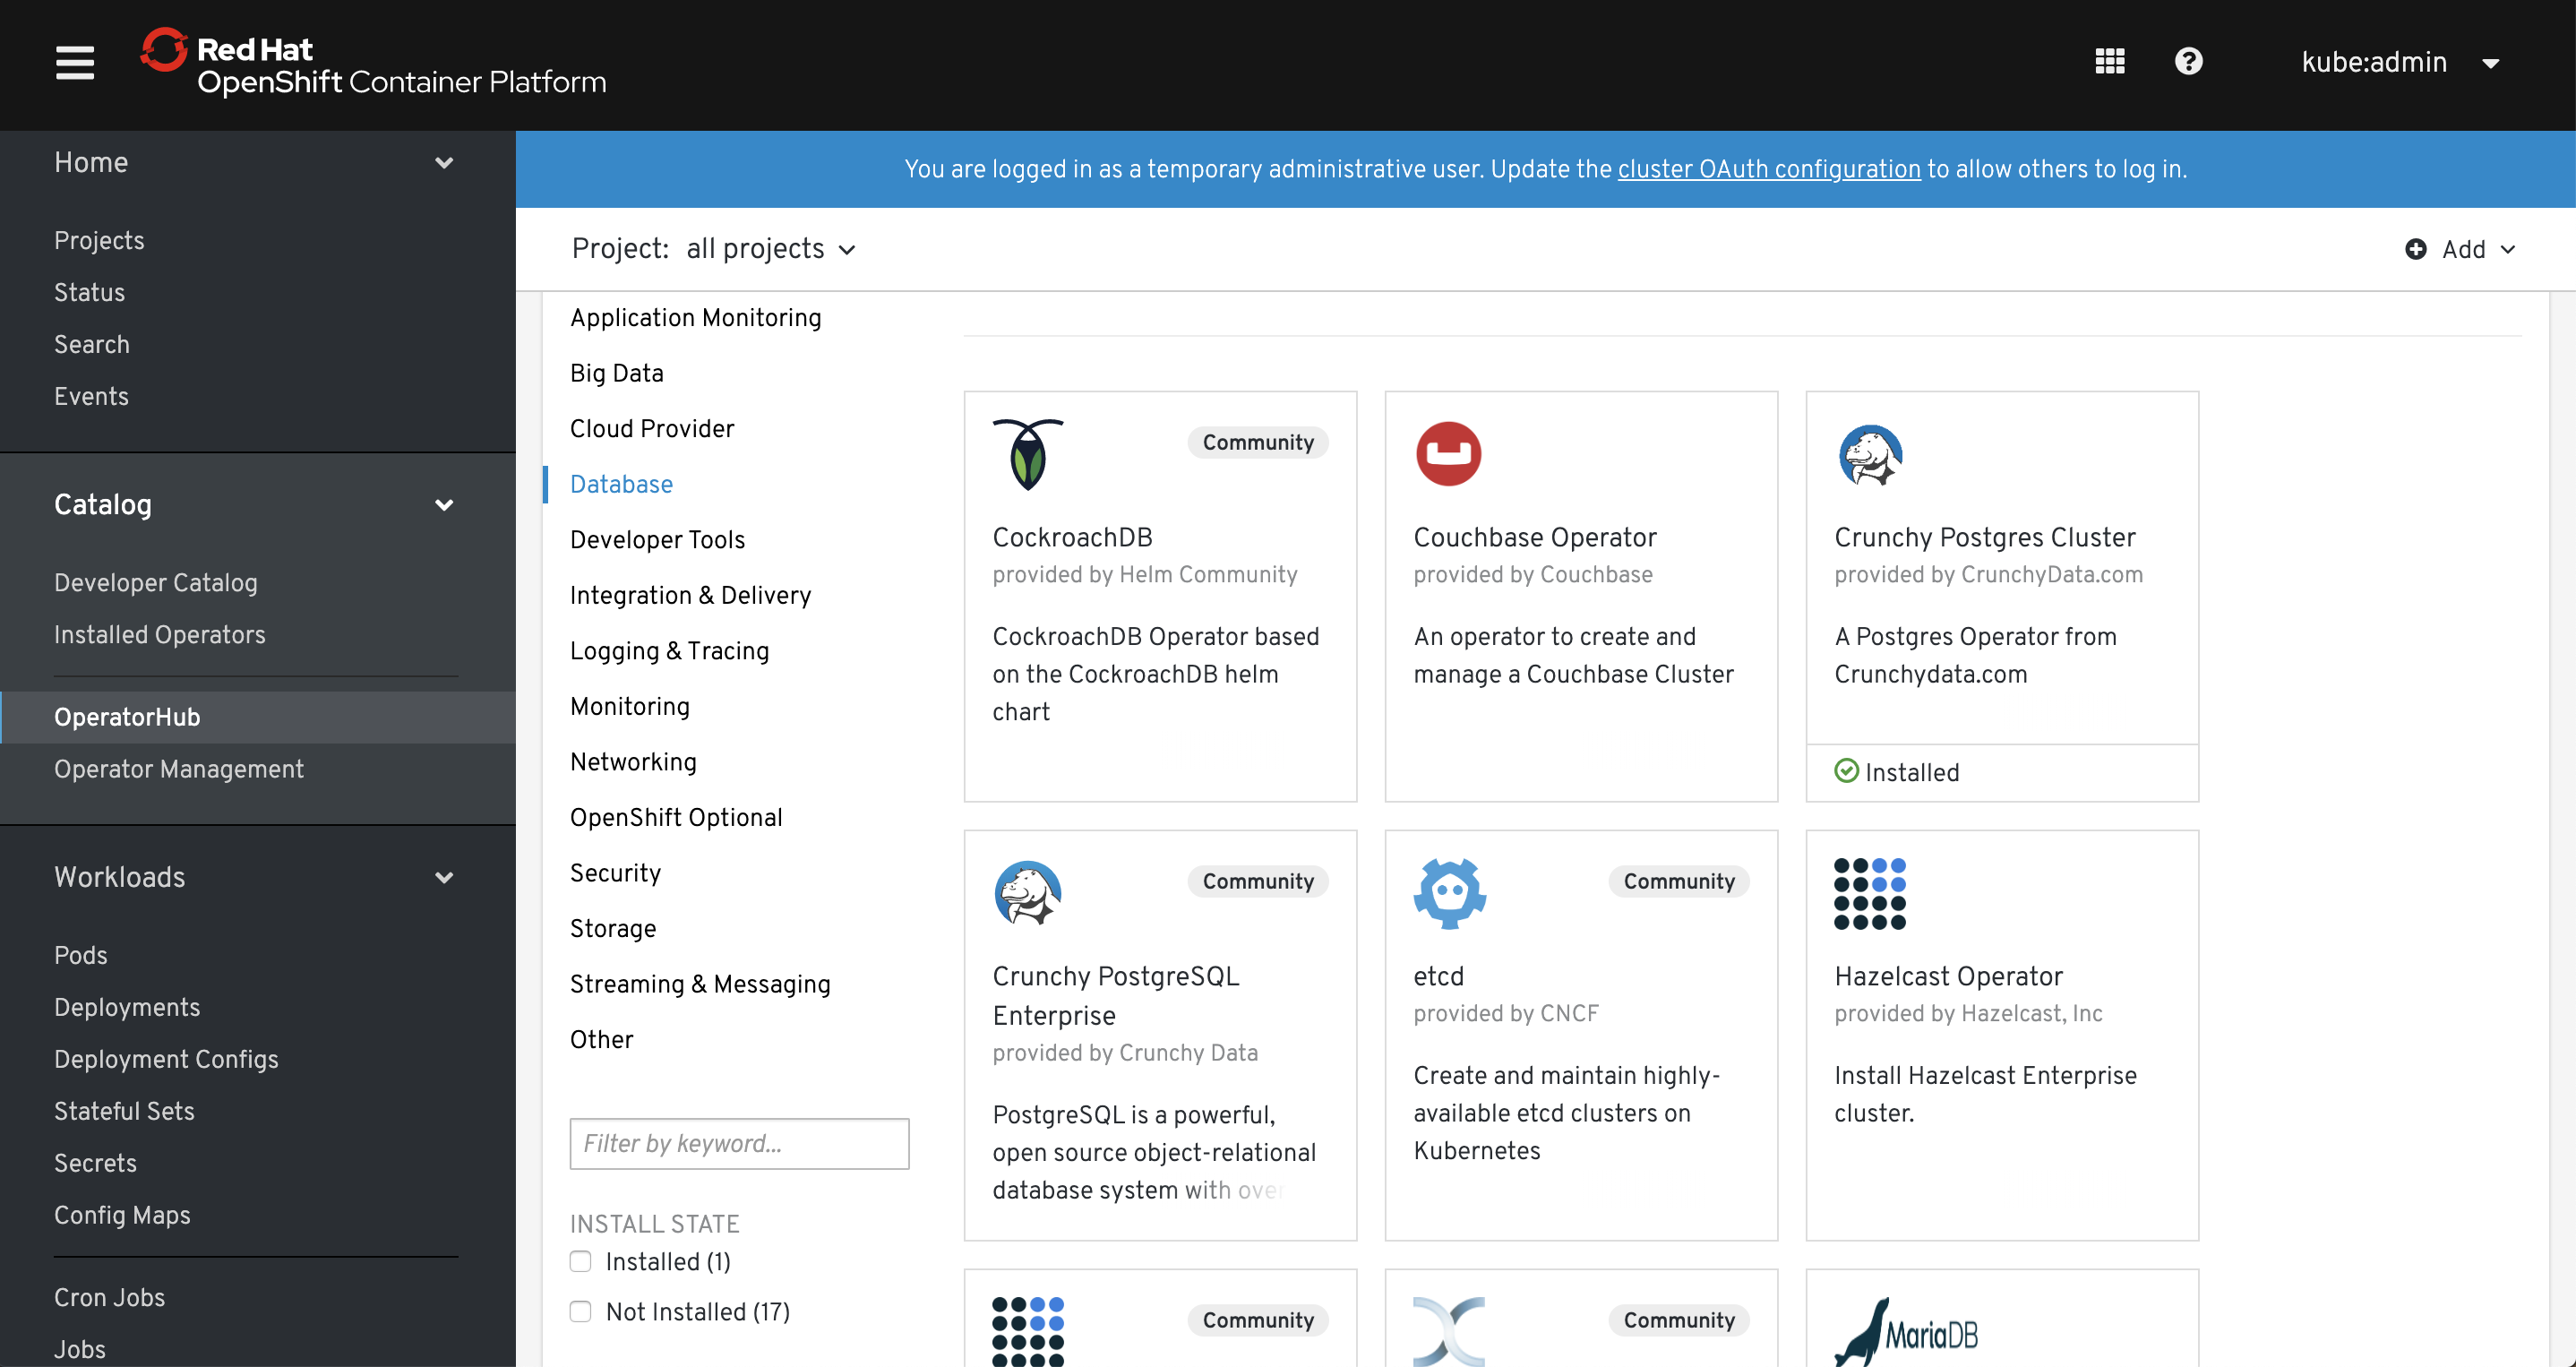 Red Hat
OpenShift Container Platform
kube:admin
Home
Projects
Status
Search
Events
Catalog
Developer Catalog
Installed Operators
OperatorHub
Operator Management
Workloads
Pods
Deployments
Deployment Configs
Stateful Sets
Secrets
Config Maps
Cron Jobs
Jobs
You are logged in as a temporary administrative user. Update the cluster OAuth configuration to allow others to log in.
Project: all projects
Add
Application Monitoring
Big Data
Cloud Provider
Database
Developer Tools
Integration & Delivery
Logging & Tracing
Monitoring
Networking
OpenShift Optional
Security
Storage
Streaming & Messaging
Other
Filter by keyword...
INSTALL STATE
Installed (1)
Not Installed (17)
Community
CockroachDB
provided by Helm Community
CockroachDB Operator based
on the CockroachDB helm
chart
Couchbase Operator
provided by Couchbase
An operator to create and
manage a Couchbase Cluster
Crunchy Postgres Cluster
provided by CrunchyData.com
A Postgres Operator from
Crunchydata.com
Installed
Community
Crunchy PostgreSQL
Enterprise
provided by Crunchy Data
PostgreSQL is a powerful,
open source object-relational
database system with over
Community
etcd
provided by CNCF
Create and maintain highly-
available etcd clusters on
Kubernetes
Hazelcast Operator
provided by Hazelcast, Inc
Install Hazelcast Enterprise
cluster.
Community
Community
MariaDB